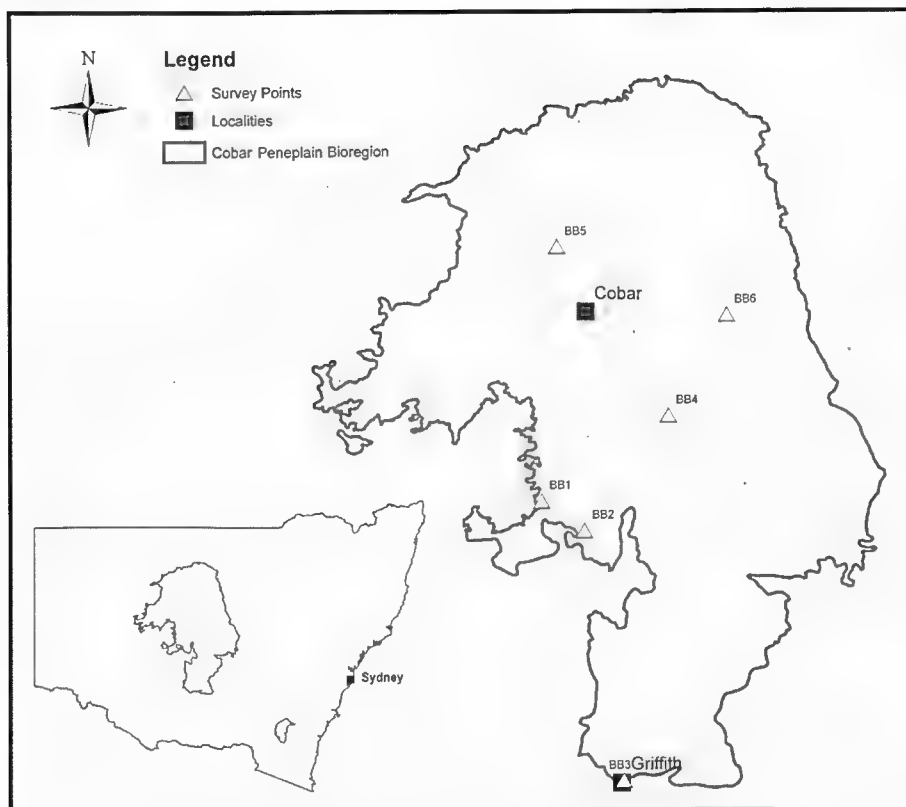 N
Legend
Survey Points
Localities
Cobar Peneplain Bioregion
BB5
Cobar
BB6
BB4
BB1
BB2
Sydney
BB3 Griffith